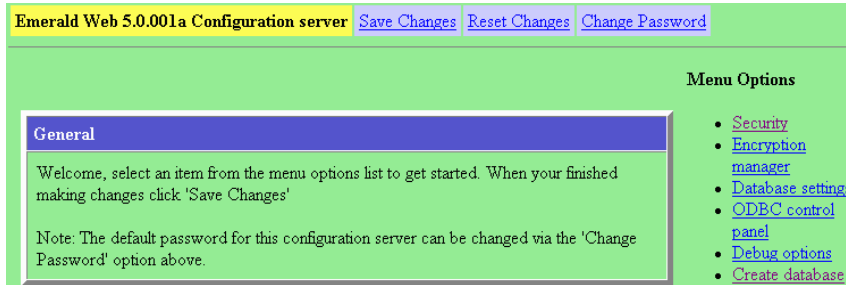 Emerald Web 5.0.001a Configuration server Save Changes Reset Changes Change Password
Menu Options
General
Welcome, select an item from the menu options list to get started. When your finished
making changes click 'Save Changes'
Note: The default password for this configuration server can be changed via the 'Change
Password' option above.
Security
Encryption
manager
Database setting
ODBC control
panel
Debug options
Create database